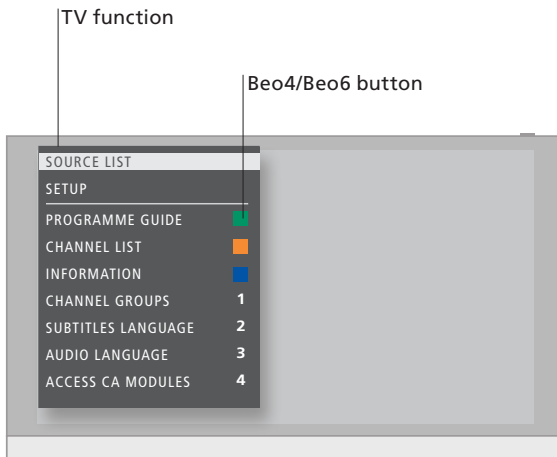 TV function
Beo4/Beo6 button
SOURCE LIST
SETUP
PROGRAMME GUIDE
CHANNEL LIST
INFORMATION
CHANNEL GROUPS 1
SUBTITLES LANGUAGE 2
AUDIO LANGUAGE 3
ACCESS CA MODULES 4